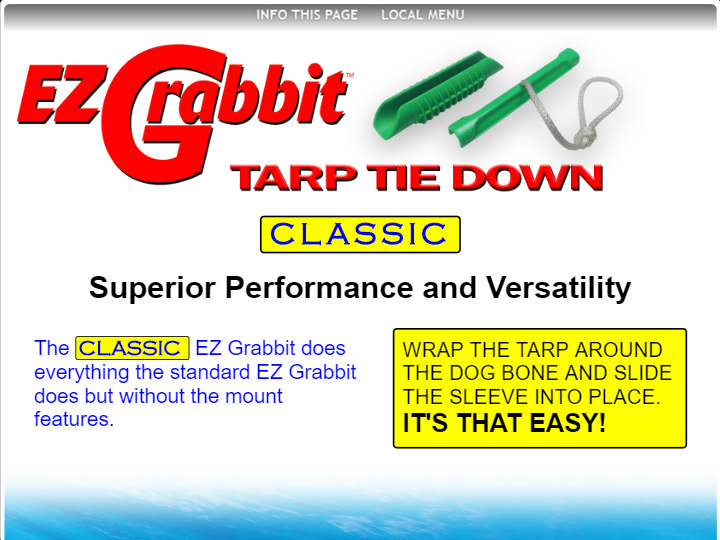 INFO THIS PAGE LOCAL MENU
EZ Grabbit™
TARP TIE DOWN
CLASSIC
Superior Performance and Versatility
The CLASSIC EZ Grabbit does
everything the standard EZ Grabbit
does but without the mount
features.
WRAP THE TARP AROUND
THE DOG BONE AND SLIDE
THE SLEEVE INTO PLACE.
IT'S THAT EASY!